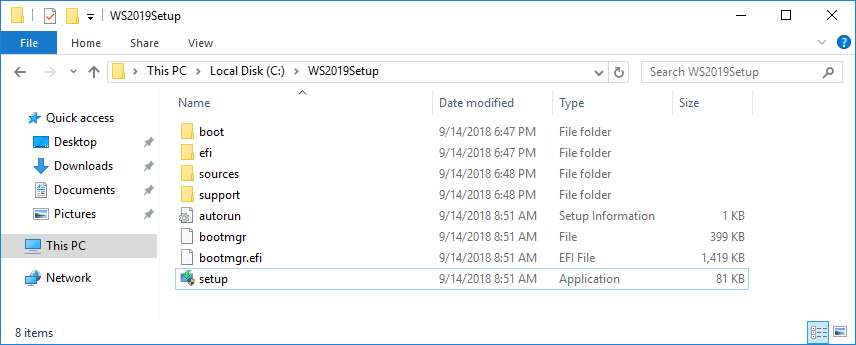 WS2019Setup
File Home Share View
This PC Local Disk (C:) WS2019Setup Search WS2019Setup
Name Date modified Type Size
Quick access
Desktop
Downloads
Documents
Pictures
This PC
Network
boot 9/14/2018 6:47 PM File folder
efi 9/14/2018 6:47 PM File folder
sources 9/14/2018 6:48 PM File folder
support 9/14/2018 6:48 PM File folder
autorun 9/14/2018 8:51 AM Setup Information 1 KB
bootmgr 9/14/2018 8:51 AM File 399 KB
bootmgr.efi 9/14/2018 8:51 AM EFI File 1,419 KB
setup 9/14/2018 8:51 AM Application 81 KB
8 items